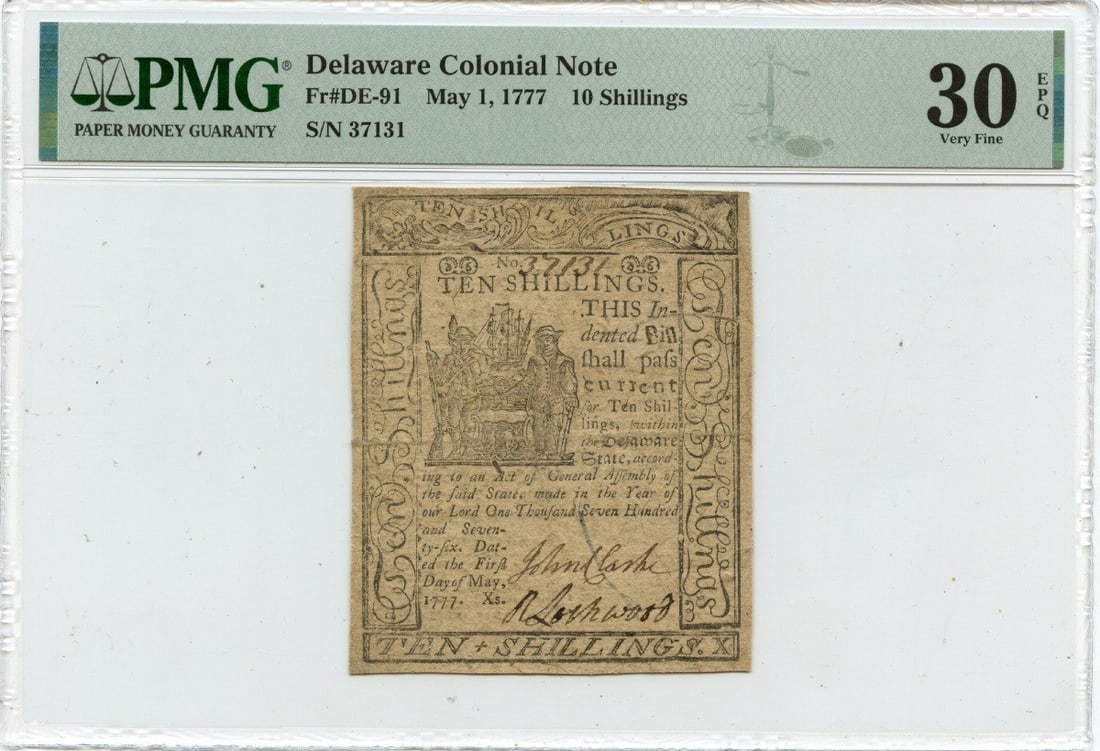 PMG®
PAPER MONEY GUARANTY
Delaware Colonial Note
Fr#DE-91 May 1, 1777 10 Shillings
S/N 37131
30
EPQ
Very Fine
TEN SHILLINGS
No. 37131
TEN SHILLINGS.
Ten Shillings
THIS In-
dented Bill
ſhall paſs
current
for Ten Shil-
lings, within
the Delaware
State, accord-
ing to an Act of General Aſſembly of
the ſaid State, made in the Year of
our Lord One Thouſand Seven Hundred
and Seven-
ty-ſix. Dat-
ed the Firſt
Day of May,
1777. Xs.
John Clarke
R Lockwood
Ten Shillings
TEN + SHILLINGS. X